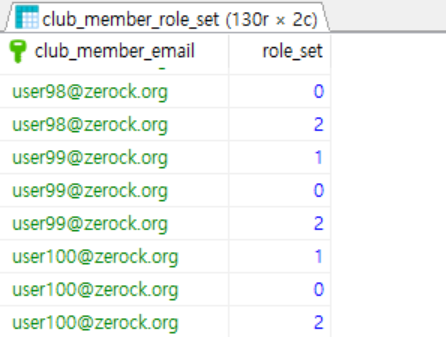 club_member_role_set (130r × 2c)
club_member_email role_set
user98@zerock.org 0
user98@zerock.org 2
user99@zerock.org 1
user99@zerock.org 0
user99@zerock.org 2
user100@zerock.org 1
user100@zerock.org 0
user100@zerock.org 2